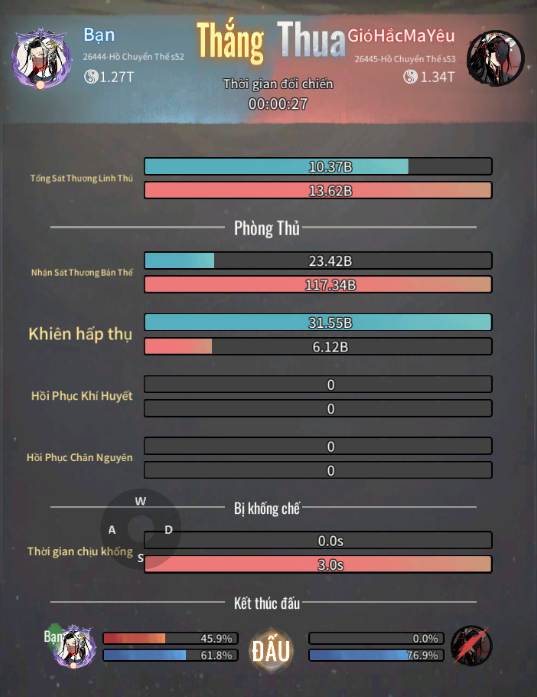 Bạn
Thắng Thua
GióHắcMaYêu
26444-Hồ Chuyển Thế s52
26445-Hồ Chuyển Thế s53
1.27T
1.34T
Thời gian đối chiến
00:00:27
Tổng Sát Thương Linh Thú
10.37B
13.62B
Phòng Thủ
Nhận Sát Thương Bản Thể
23.42B
117.34B
Khiên hấp thụ
31.55B
6.12B
Hồi Phục Khí Huyết
0
0
Hồi Phục Chân Nguyên
0
0
Bị khống chế
W
A
D
S
Thời gian chịu khống
0.0s
3.0s
Kết thúc đấu
Bạn
45.9%
61.8%
ĐẤU
0.0%
76.9%